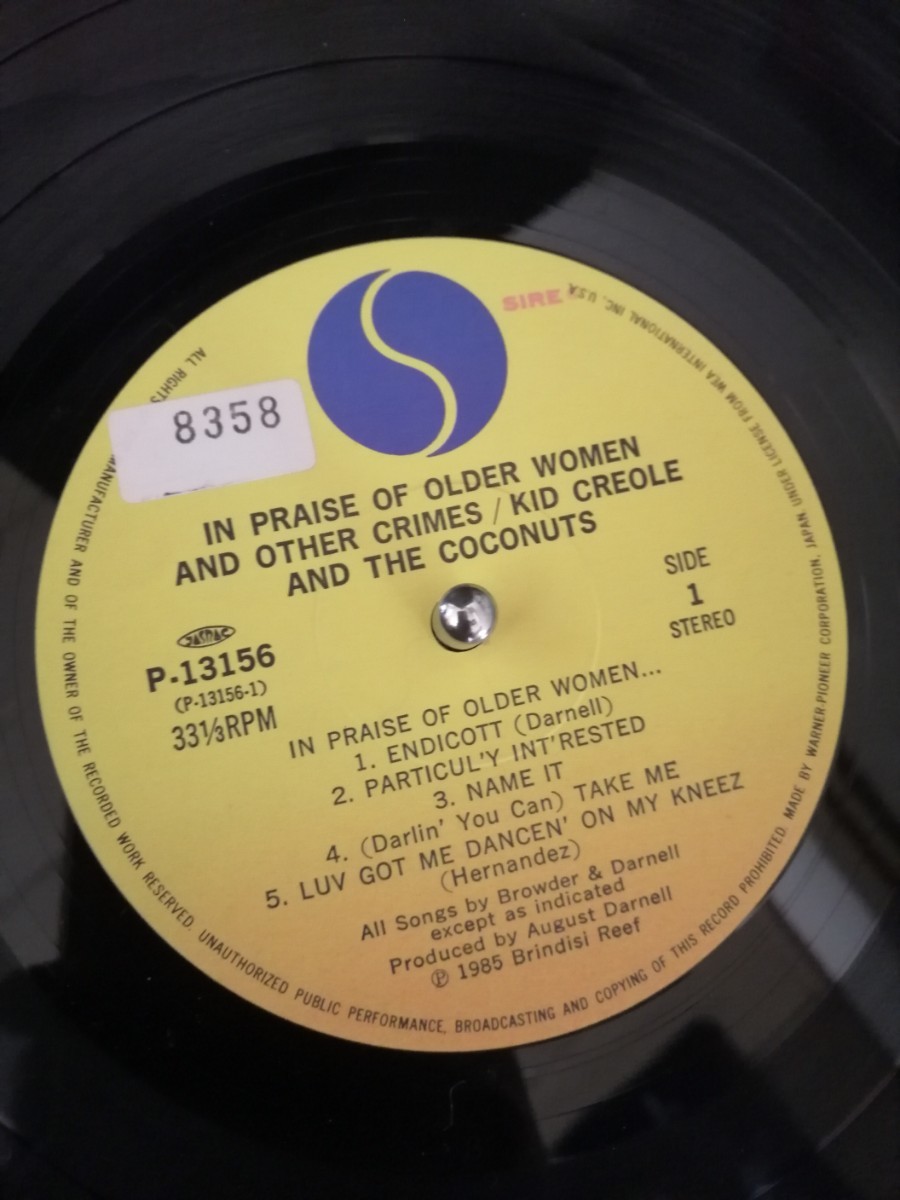 SIRE
8358
IN PRAISE OF OLDER WOMEN
AND OTHER CRIMES / KID CREOLE
AND THE COCONUTS
SIDE
1
STEREO
JASRAC
P-13156
(P-13156-1)
33⅓RPM
IN PRAISE OF OLDER WOMEN...
1. ENDICOTT (Darnell)
2. PARTICUL'Y INT'RESTED
3. NAME IT
4. (Darlin' You Can) TAKE ME
5. LUV GOT ME DANCEN' ON MY KNEEZ
(Hernandez)
All Songs by Browder & Darnell
except as indicated
Produced by August Darnell
℗ 1985 Brindisi Reef
ALL RIGHTS MANUFACTURER AND OF THE OWNER OF THE RECORDED WORK RESERVED. UNAUTHORIZED PUBLIC PERFORMANCE, BROADCASTING AND COPYING OF THIS RECORD PROHIBITED. MADE BY WARNER-PIONEER CORPORATION, JAPAN UNDER LICENSE FROM WEA INTERNATIONAL INC., U.S.A.